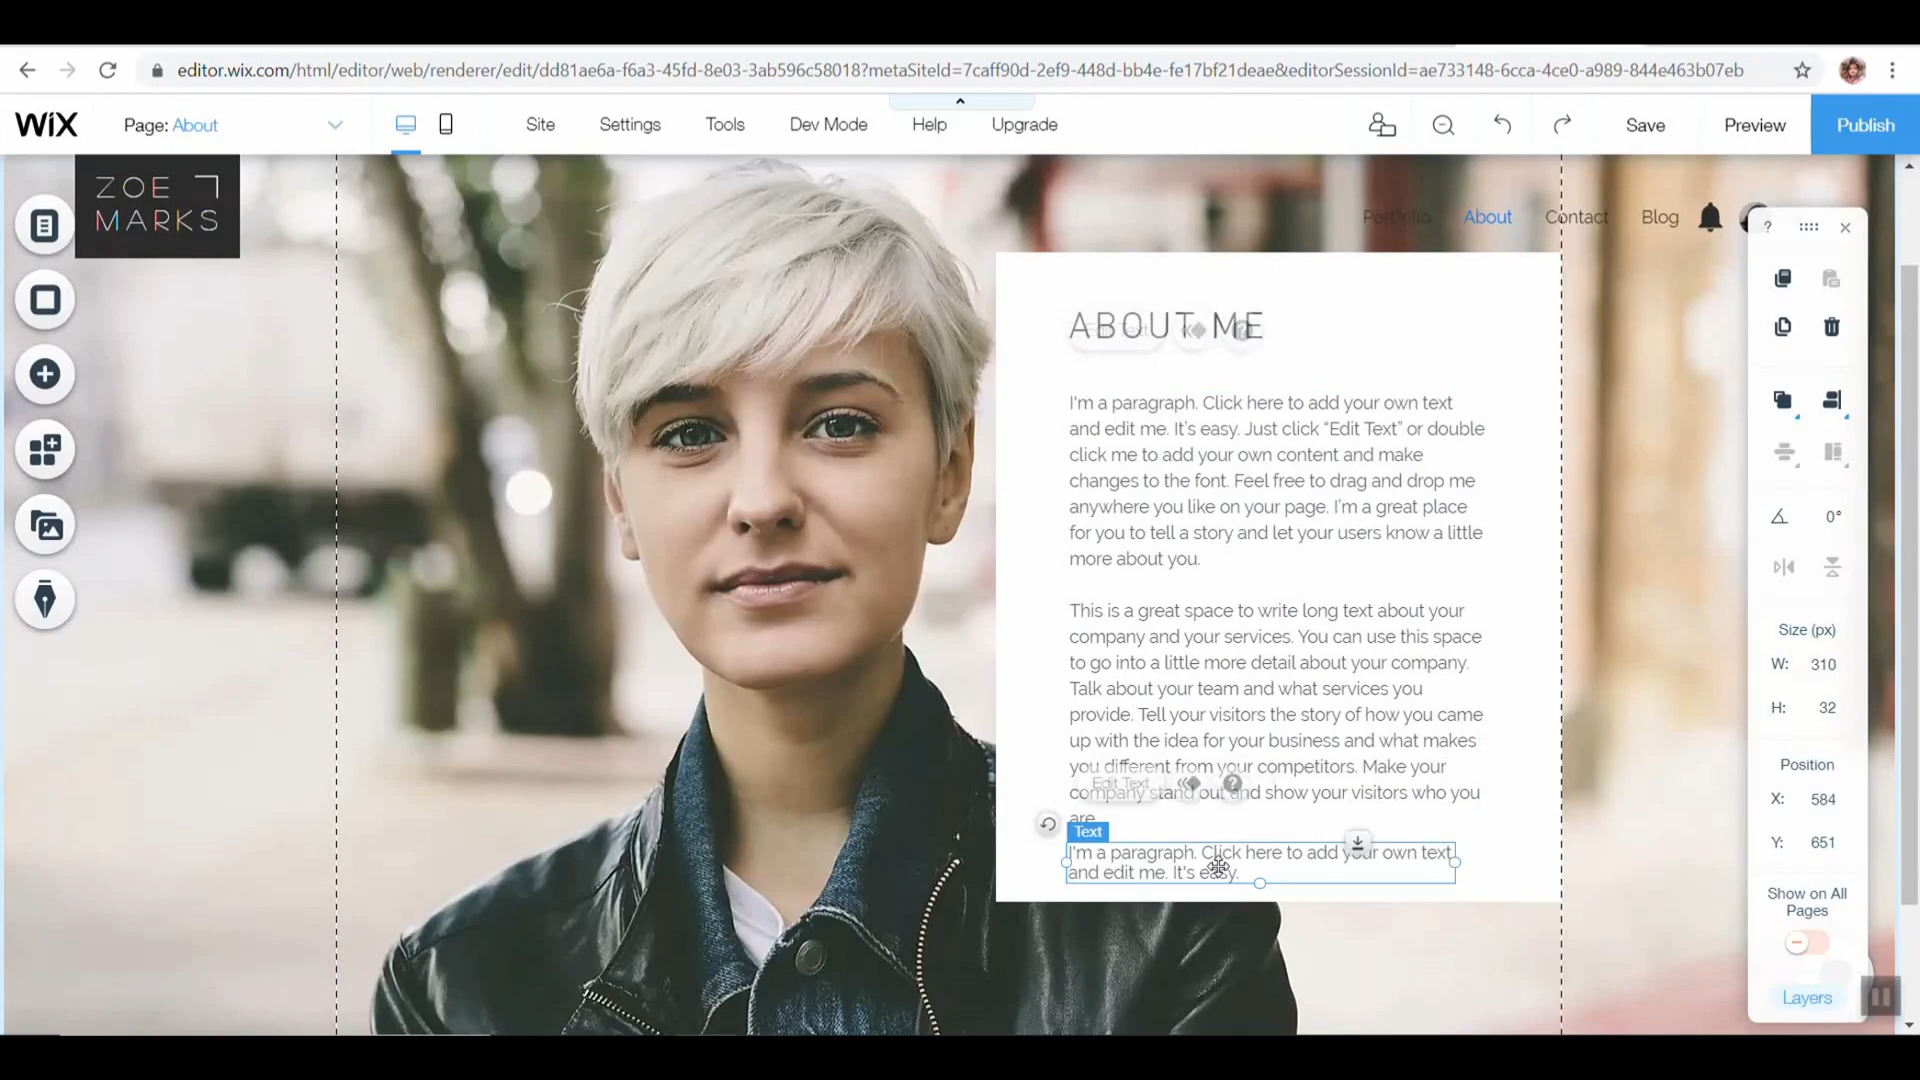 editor.wix.com/html/editor/web/renderer/edit/dd81ae6a-f6a3-45fd-8e03-3ab596c58018?metaSiteId=7caff90d-2ef9-448d-bb4e-fe17bf21deae&editorSessionId=ae733148-6cca-4ce0-a989-844e463b07eb
WiX Page: About Site Settings Tools Dev Mode Help Upgrade Save Preview Publish
ZOE
MARKS
Portfolio About Contact Blog
?
ABOUT ME
Edit Text ?
I'm a paragraph. Click here to add your own text
and edit me. It's easy. Just click “Edit Text” or double
click me to add your own content and make
changes to the font. Feel free to drag and drop me
anywhere you like on your page. I'm a great place
for you to tell a story and let your users know a little
more about you.
This is a great space to write long text about your
company and your services. You can use this space
to go into a little more detail about your company.
Talk about your team and what services you
provide. Tell your visitors the story of how you came
up with the idea for your business and what makes
you different from your competitors. Make your
Edit Text ?
company stand out and show your visitors who you
are.
Text
I'm a paragraph. Click here to add your own text
and edit me. It's easy.
0°
Size (px)
W: 310
H: 32
Position
X: 584
Y: 651
Show on All
Pages
Layers